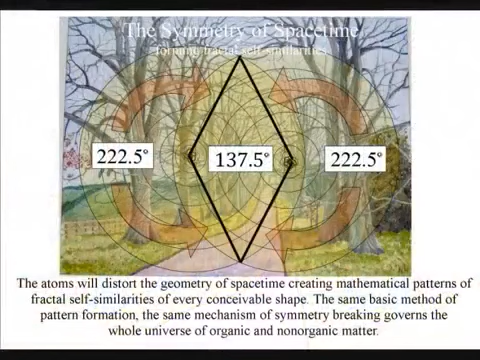 The Symmetry of Spacetime
forming fractal self-similarities
222.5° 137.5° 222.5°
The atoms will distort the geometry of spacetime creating mathematical patterns of
fractal self-similarities of every conceivable shape. The same basic method of
pattern formation, the same mechanism of symmetry breaking governs the
whole universe of organic and nonorganic matter.